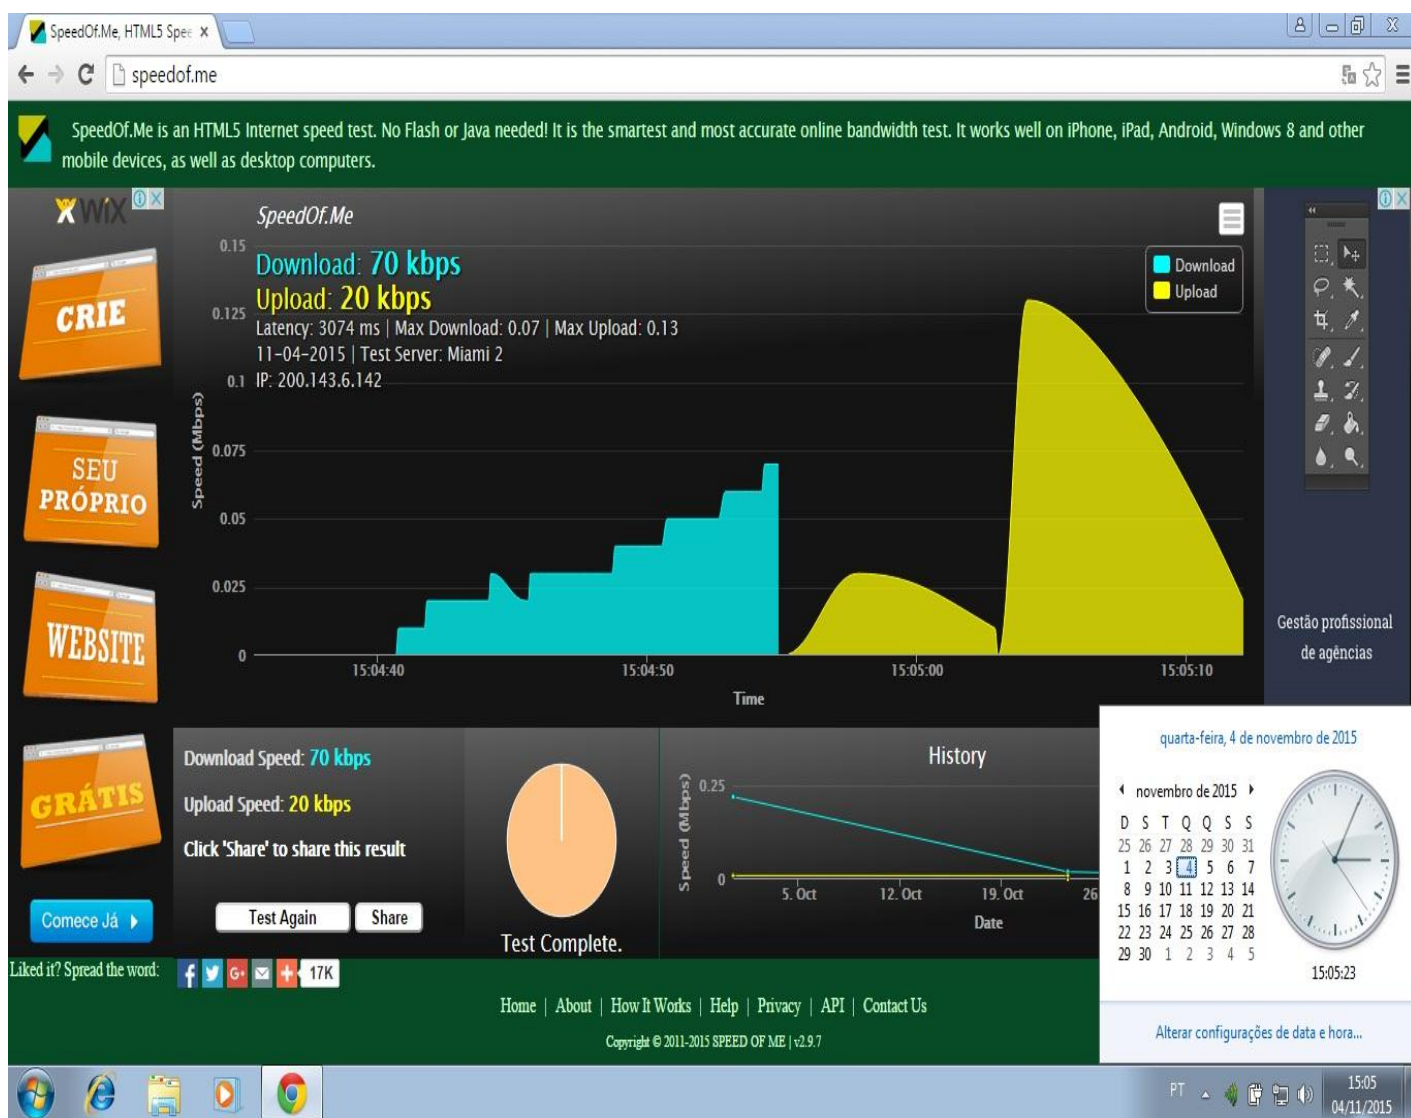 SpeedOf.Me, HTML5 Spee
speedof.me
SpeedOf.Me is an HTML5 Internet speed test. No Flash or Java needed! It is the smartest and most accurate online bandwidth test. It works well on iPhone, iPad, Android, Windows 8 and other
mobile devices, as well as desktop computers.
WiX
CRIE
SEU
PRÓPRIO
WEBSITE
GRÁTIS
Comece Já
SpeedOf.Me
Download: 70 kbps
Upload: 20 kbps
Latency: 3074 ms | Max Download: 0.07 | Max Upload: 0.13
11-04-2015 | Test Server: Miami 2
IP: 200.143.6.142
Download
Upload
Speed (Mbps)
0.15
0.125
0.1
0.075
0.05
0.025
0
15:04:40 15:04:50 15:05:00 15:05:10
Time
Gestão profissional
de agências
Download Speed: 70 kbps
Upload Speed: 20 kbps
Click 'Share' to share this result
Test Again Share
Test Complete.
History
Speed (Mbps)
0.25
0
5. Oct 12. Oct 19. Oct 26
Date
quarta-feira, 4 de novembro de 2015
novembro de 2015
D S T Q Q S S
25 26 27 28 29 30 31
1 2 3 4 5 6 7
8 9 10 11 12 13 14
15 16 17 18 19 20 21
22 23 24 25 26 27 28
29 30 1 2 3 4 5
15:05:23
Alterar configurações de data e hora...
Liked it? Spread the word:
17K
Home | About | How It Works | Help | Privacy | API | Contact Us
Copyright © 2011-2015 SPEED OF ME | v2.9.7
PT
15:05
04/11/2015